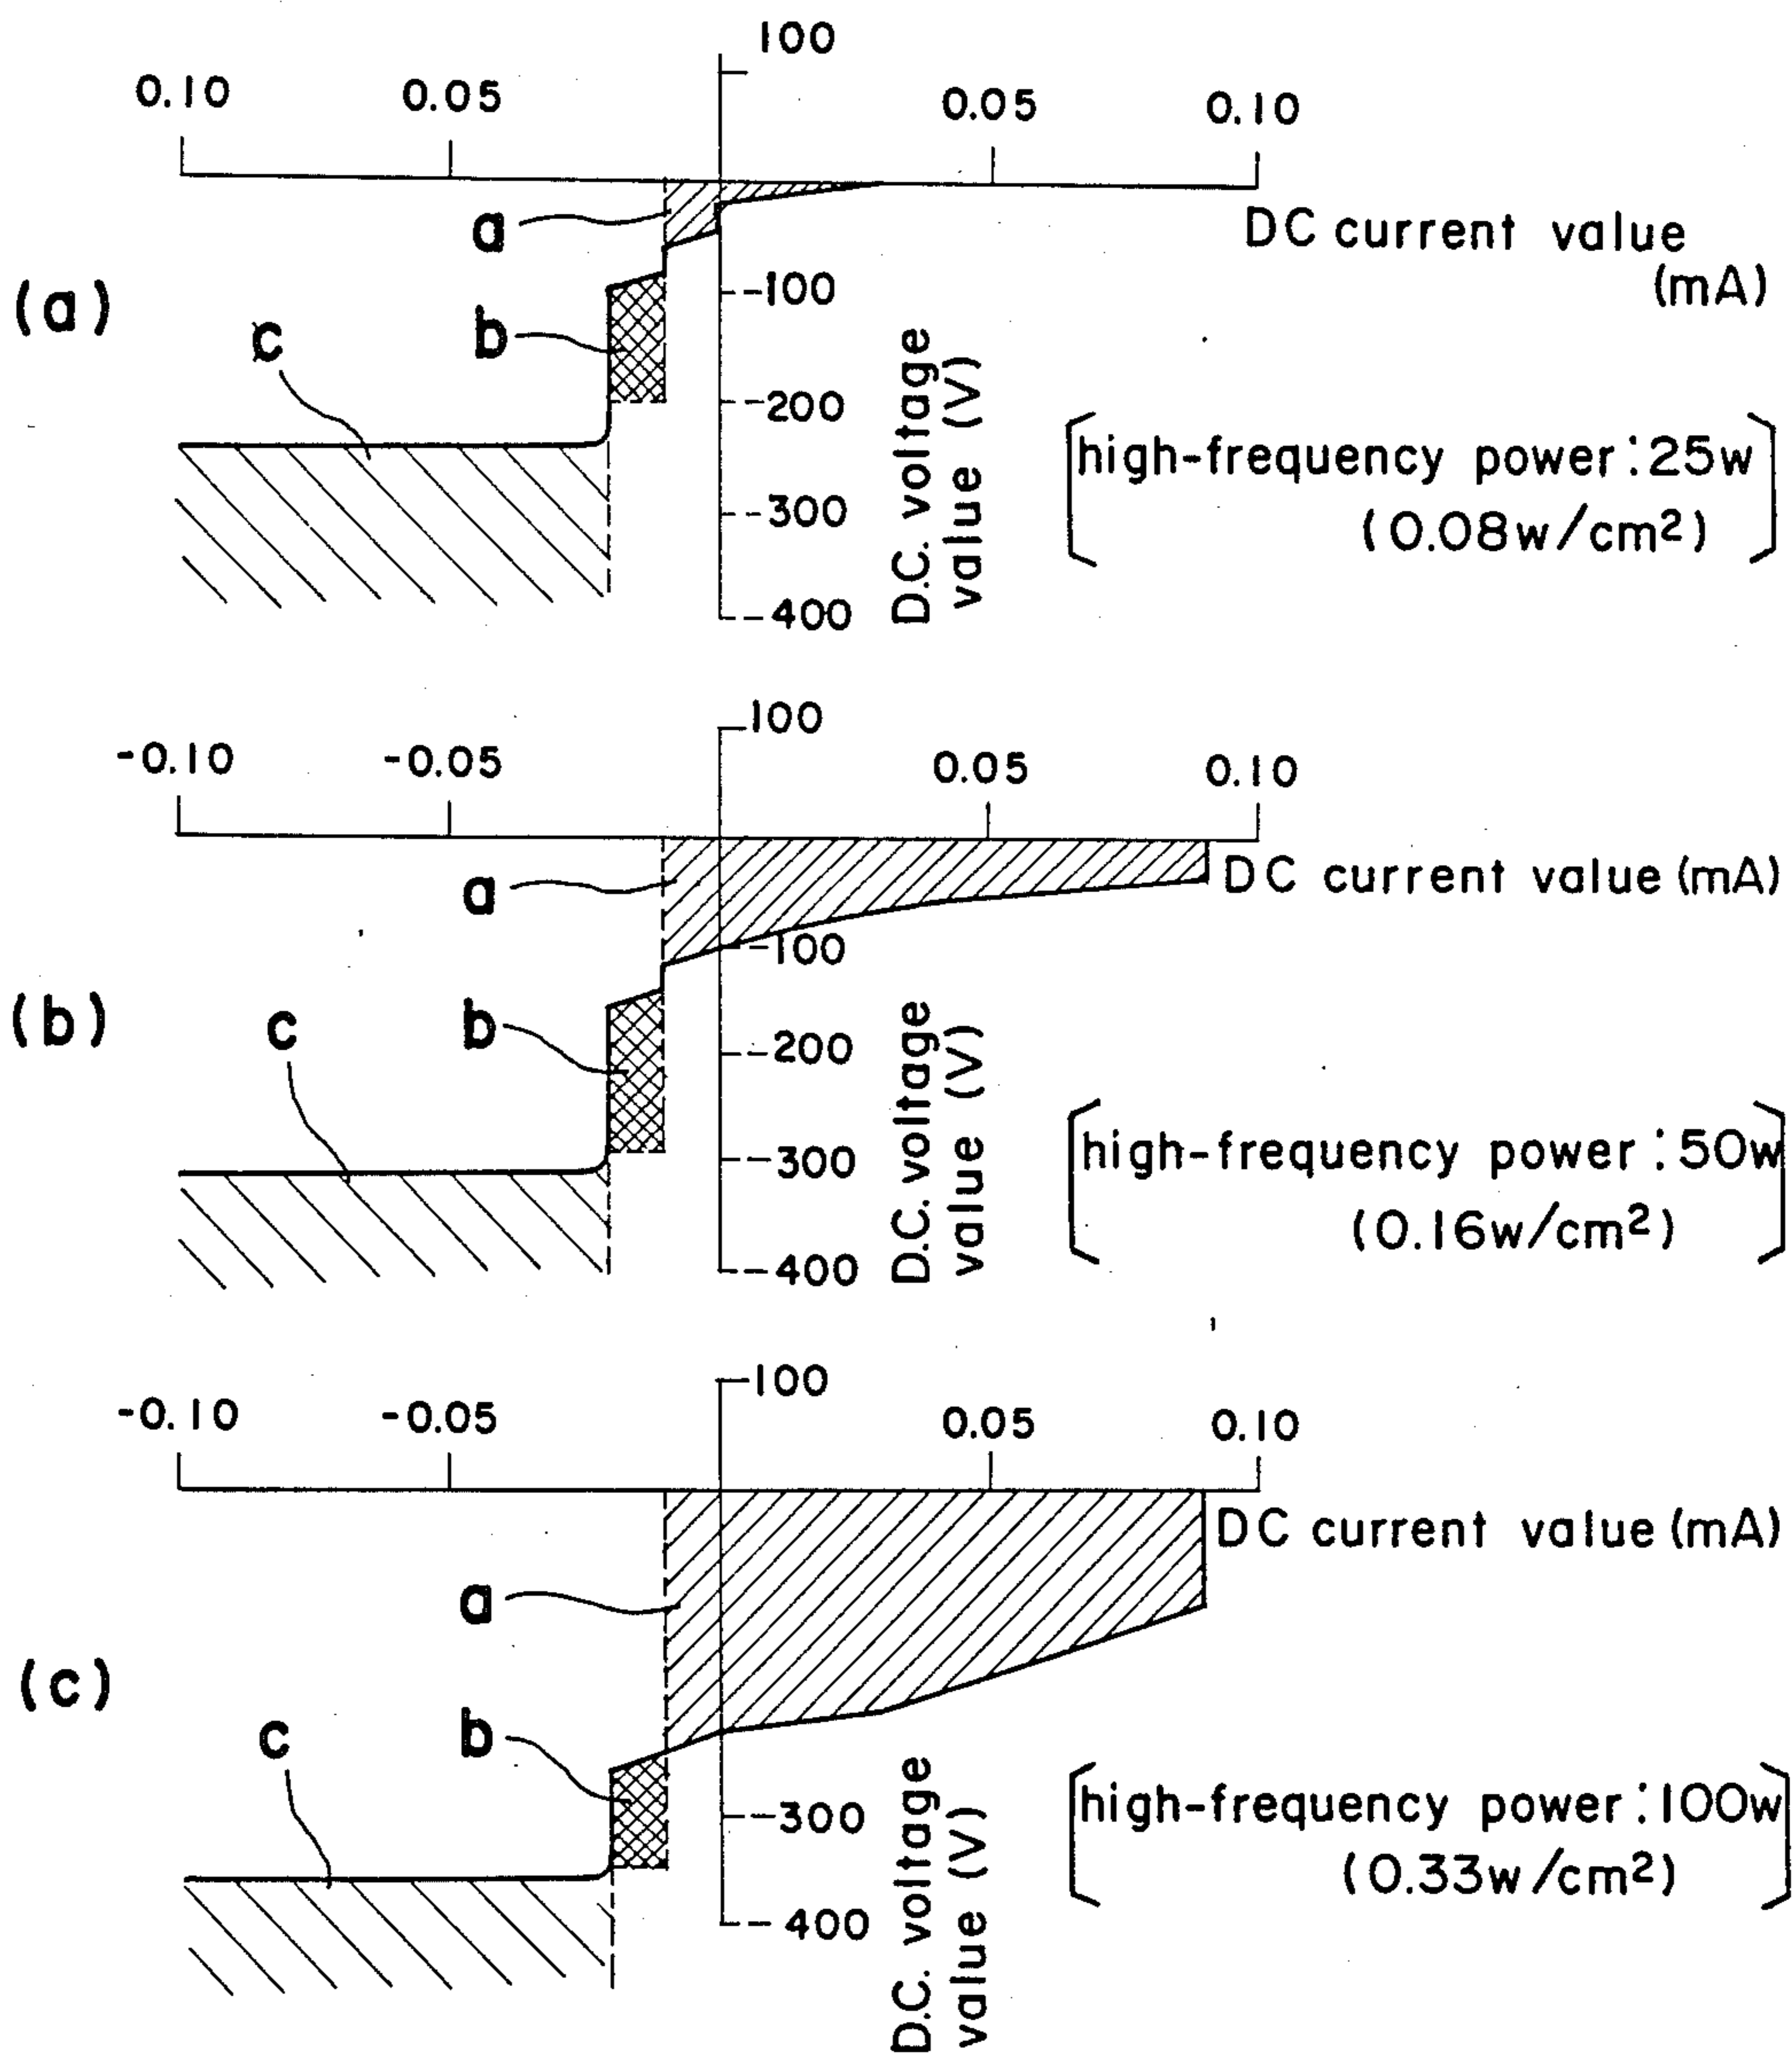 100
0.10 0.05 0.05 0.10
a
DC current value
(mA)
(a)
-100
b
c
-200
-300
-400
D.C. voltage
value (V)
high-frequency power:25w
(0.08w/cm²)
100
-0.10 -0.05 0.05 0.10
a
DC current value (mA)
-100
(b)
b
c
-200
-300
-400
D.C. voltage
value (V)
high-frequency power:50w
(0.16w/cm²)
100
-0.10 -0.05 0.05 0.10
DC current value (mA)
a
(c)
b
c
-300
-400
D.C. voltage
value (V)
high-frequency power:100w
(0.33w/cm²)